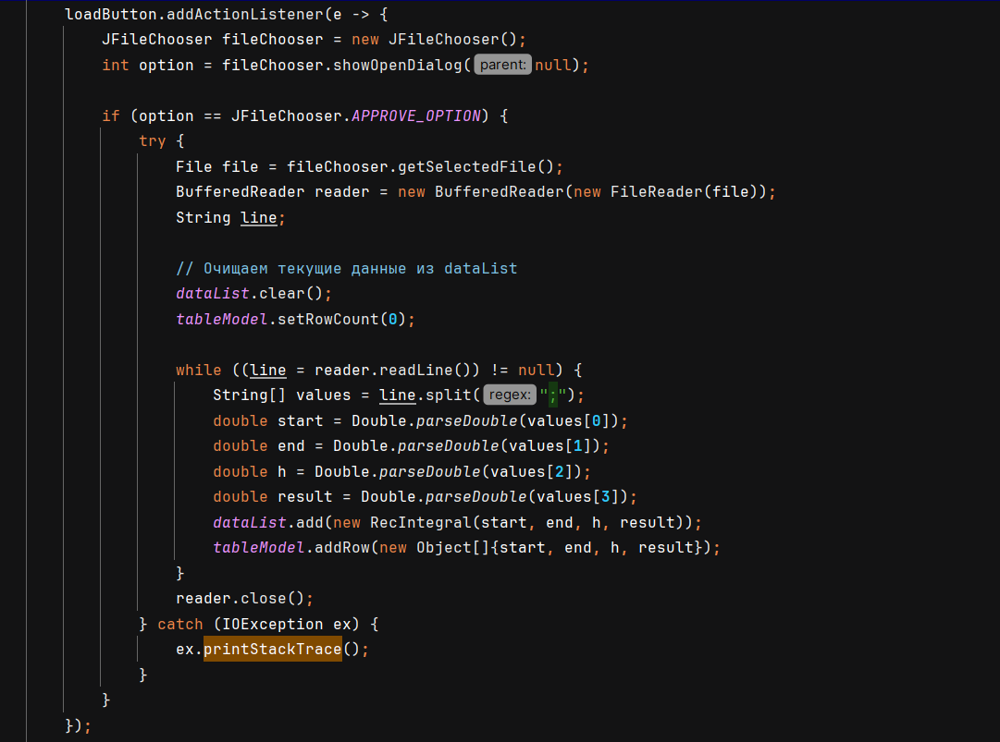 loadButton.addActionListener(e -> {
    JFileChooser fileChooser = new JFileChooser();
    int option = fileChooser.showOpenDialog( parent: null);

    if (option == JFileChooser.APPROVE_OPTION) {
        try {
            File file = fileChooser.getSelectedFile();
            BufferedReader reader = new BufferedReader(new FileReader(file));
            String line;

            // Очищаем текущие данные из dataList
            dataList.clear();
            tableModel.setRowCount(0);

            while ((line = reader.readLine()) != null) {
                String[] values = line.split( regex: ";");
                double start = Double.parseDouble(values[0]);
                double end = Double.parseDouble(values[1]);
                double h = Double.parseDouble(values[2]);
                double result = Double.parseDouble(values[3]);
                dataList.add(new RecIntegral(start, end, h, result));
                tableModel.addRow(new Object[]{start, end, h, result});
            }
            reader.close();
        } catch (IOException ex) {
            ex.printStackTrace();
        }
    }
});